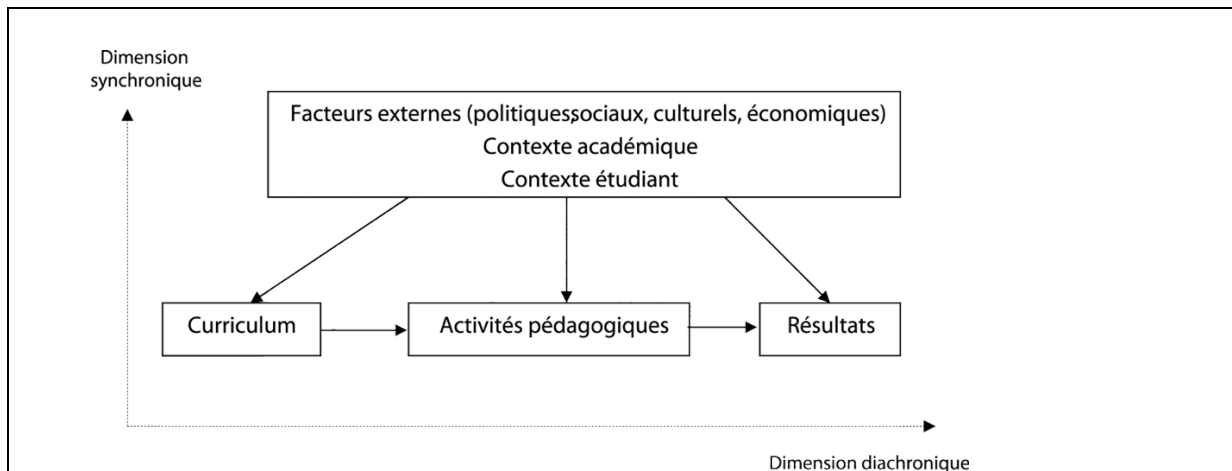 Dimension
synchronique
Facteurs externes (politiques,sociaux, culturels, économiques)
Contexte académique
Contexte étudiant
Curriculum
Activités pédagogiques
Résultats
Dimension diachronique